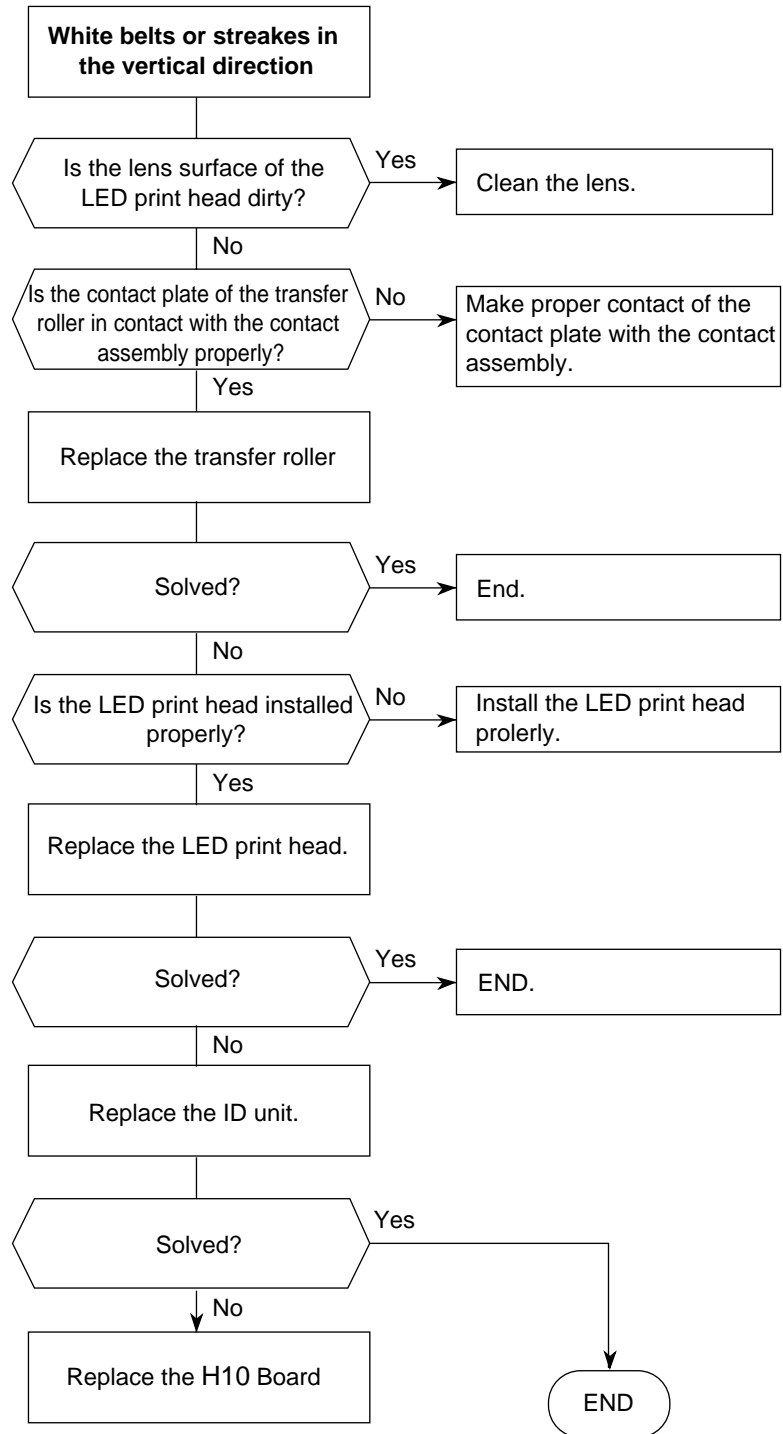 White belts or streakes in
the vertical direction
Is the lens surface of the
LED print head dirty?
Yes
Clean the lens.
No
Is the contact plate of the transfer
roller in contact with the contact
assembly properly?
No
Make proper contact of the
contact plate with the contact
assembly.
Yes
Replace the transfer roller
Solved?
Yes
End.
No
Is the LED print head installed
properly?
No
Install the LED print head
prolerly.
Yes
Replace the LED print head.
Solved?
Yes
END.
No
Replace the ID unit.
Solved?
Yes
No
Replace the H10 Board
END